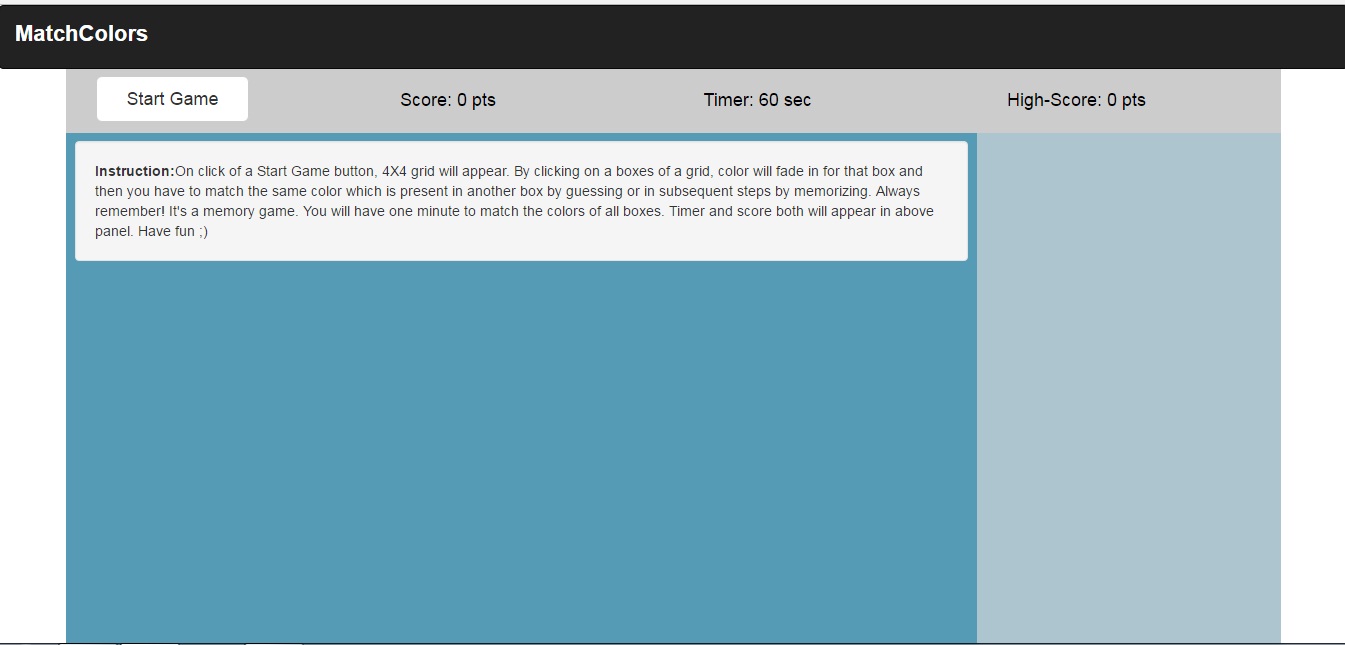 MatchColors
Start Game Score: 0 pts Timer: 60 sec High-Score: 0 pts
Instruction:On click of a Start Game button, 4X4 grid will appear. By clicking on a boxes of a grid, color will fade in for that box and
then you have to match the same color which is present in another box by guessing or in subsequent steps by memorizing. Always
remember! It's a memory game. You will have one minute to match the colors of all boxes. Timer and score both will appear in above
panel. Have fun ;)